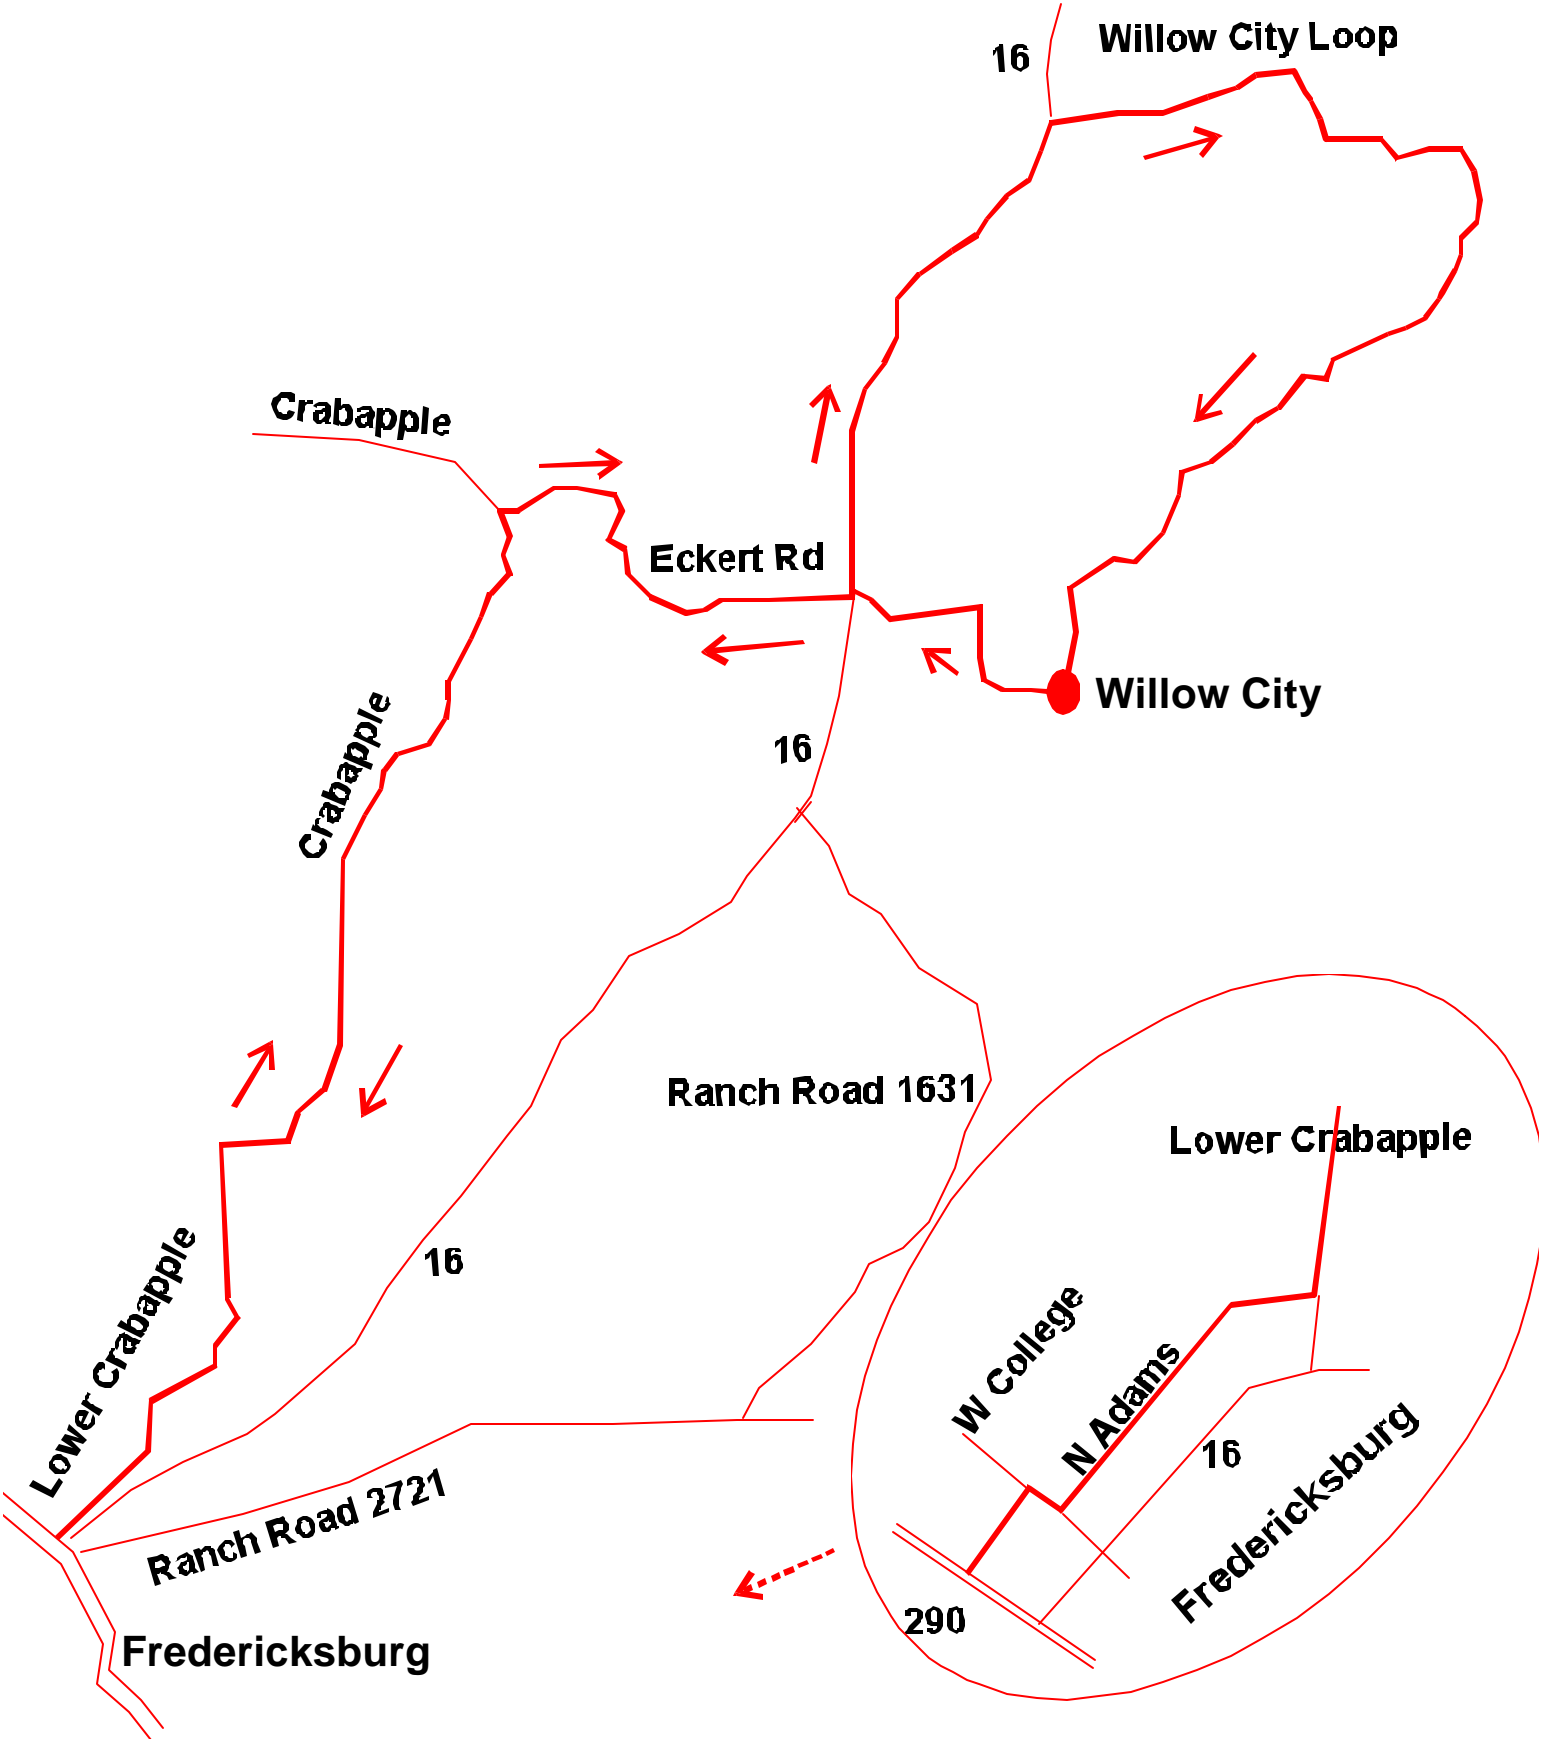 Willow City Loop
16
Crabapple
Eckert Rd
Willow City
Crabapple
16
Ranch Road 1631
Lower Crabapple
Lower Crabapple
16
W College
N Adams
16
Fredericksburg
Ranch Road 2721
290
Fredericksburg